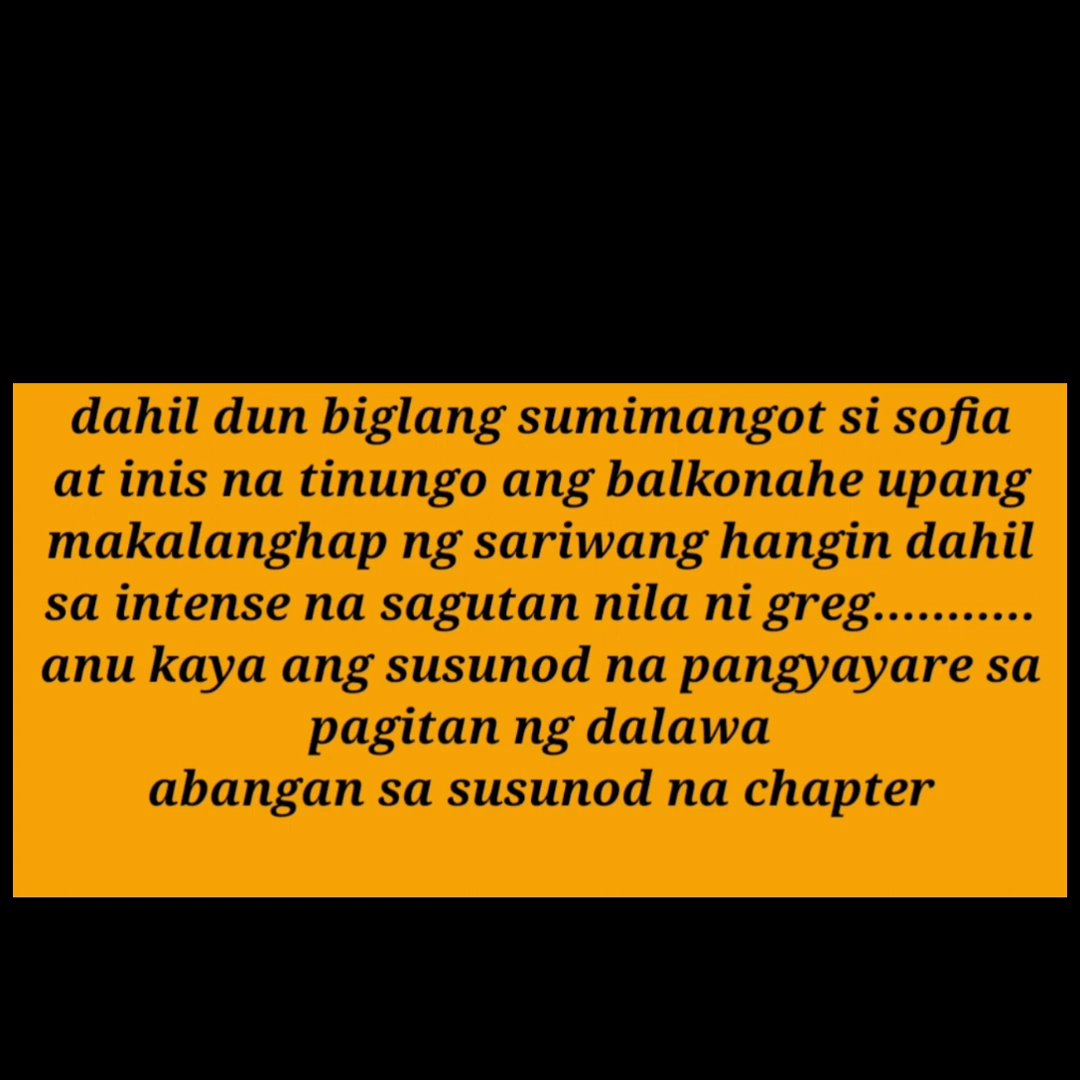 dahil dun biglang sumimangot si sofia
at inis na tinungo ang balkonahe upang
makalanghap ng sariwang hangin dahil
sa intense na sagutan nila ni greg...........
anu kaya ang susunod na pangyayare sa
pagitan ng dalawa
abangan sa susunod na chapter